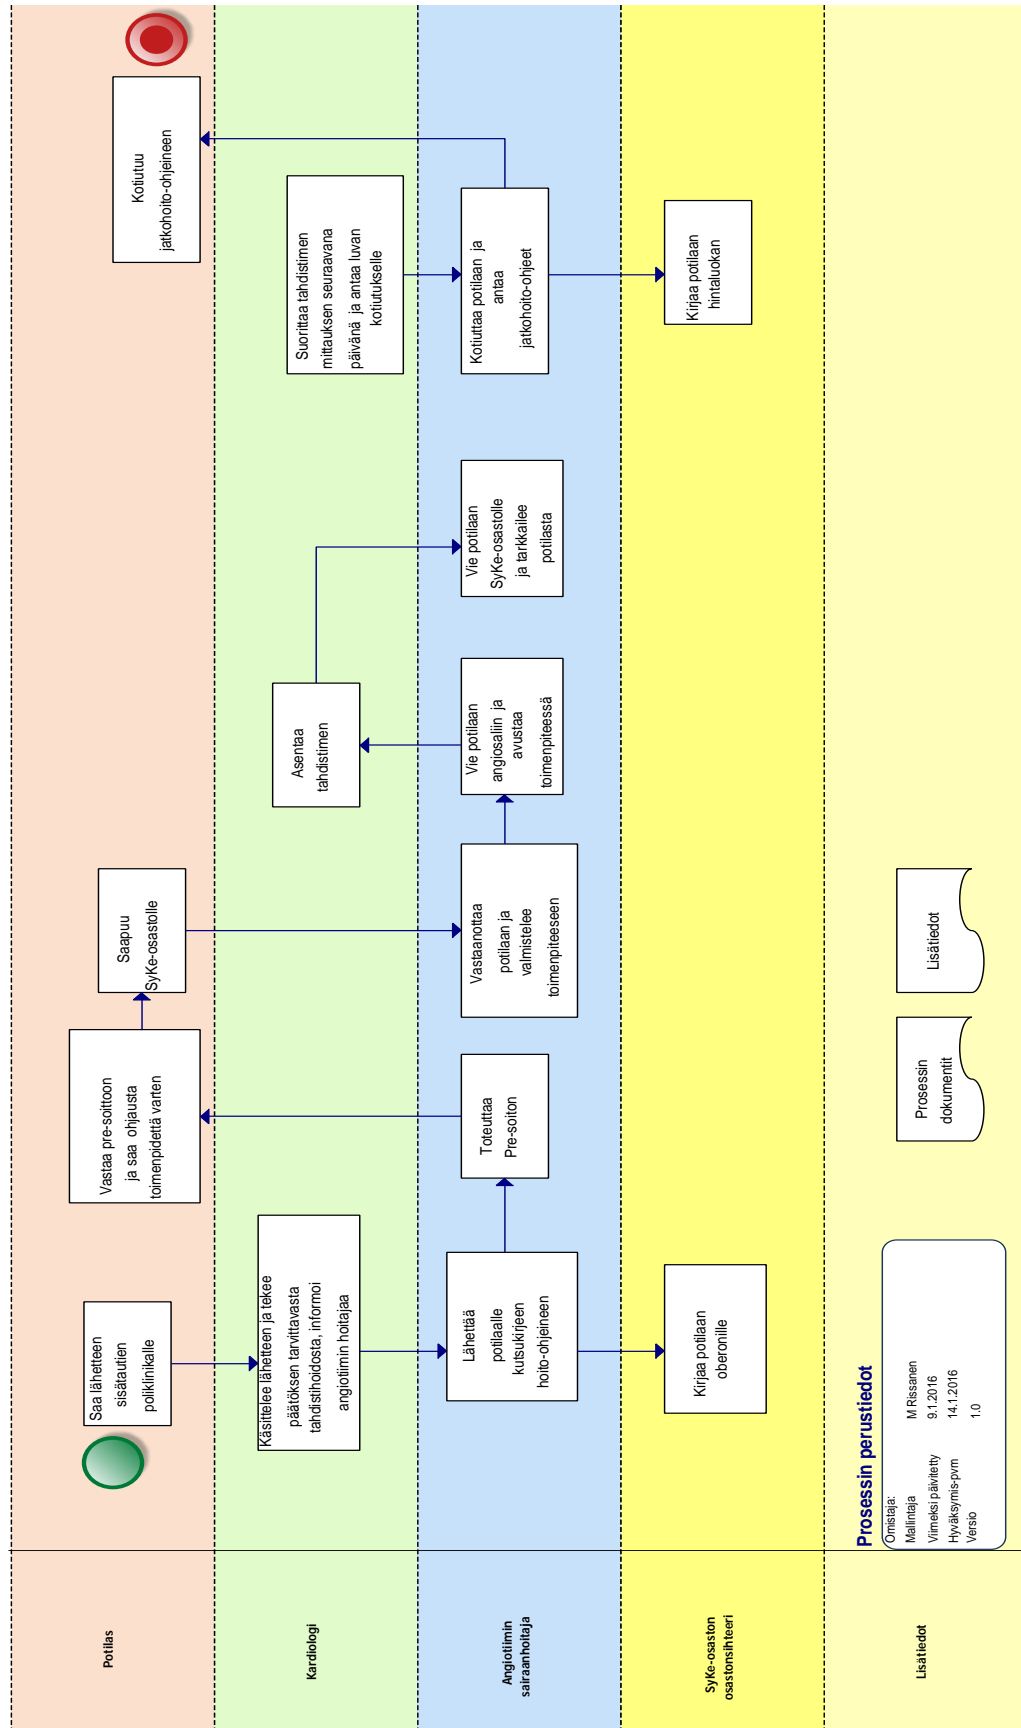 Potilas
Saa lähetteen
sisätautien
poliklinikalle
Vastaa pre-soittoon
ja saa ohjausta
toimenpidettä varten
Saapuu
SyKe-osastolle
Kotiutuu
jatkohoito-ohjeineen
Kardiologi
Käsittelee lähetteen ja tekee
päätöksen tarvittavasta
tahdistihoidosta, informoi
angiotiimin hoitajaa
Asentaa
tahdistimen
Suorittaa tahdistimen
mittauksen seuraavana
päivänä ja antaa luvan
kotiutukselle
Angiotiimin
sairaanhoitaja
Lähettää
potilaalle
kutsukirjeen
hoito-ohjeineen
Toteuttaa
Pre-soiton
Vastaanottaa
potilaan ja
valmistelee
toimenpiteeseen
Vie potilaan
angiosaliin ja
avustaa
toimenpiteessä
Vie potilaan
SyKe-osastolle
ja tarkkailee
potilasta
Kotiuttaa potilaan ja
antaa
jatkohoito-ohjeet
SyKe-osaston
osastonsihteeri
Kirjaa potilaan
oberonille
Kirjaa potilaan
hintaluokan
Lisätiedot
Prosessin perustiedot
Omistaja:
Mallintaja M Rissanen
Viimeksi päivitetty 9.1.2016
Hyväksymis-pvm 14.1.2016
Versio 1.0
Prosessin
dokumentit
Lisätiedot